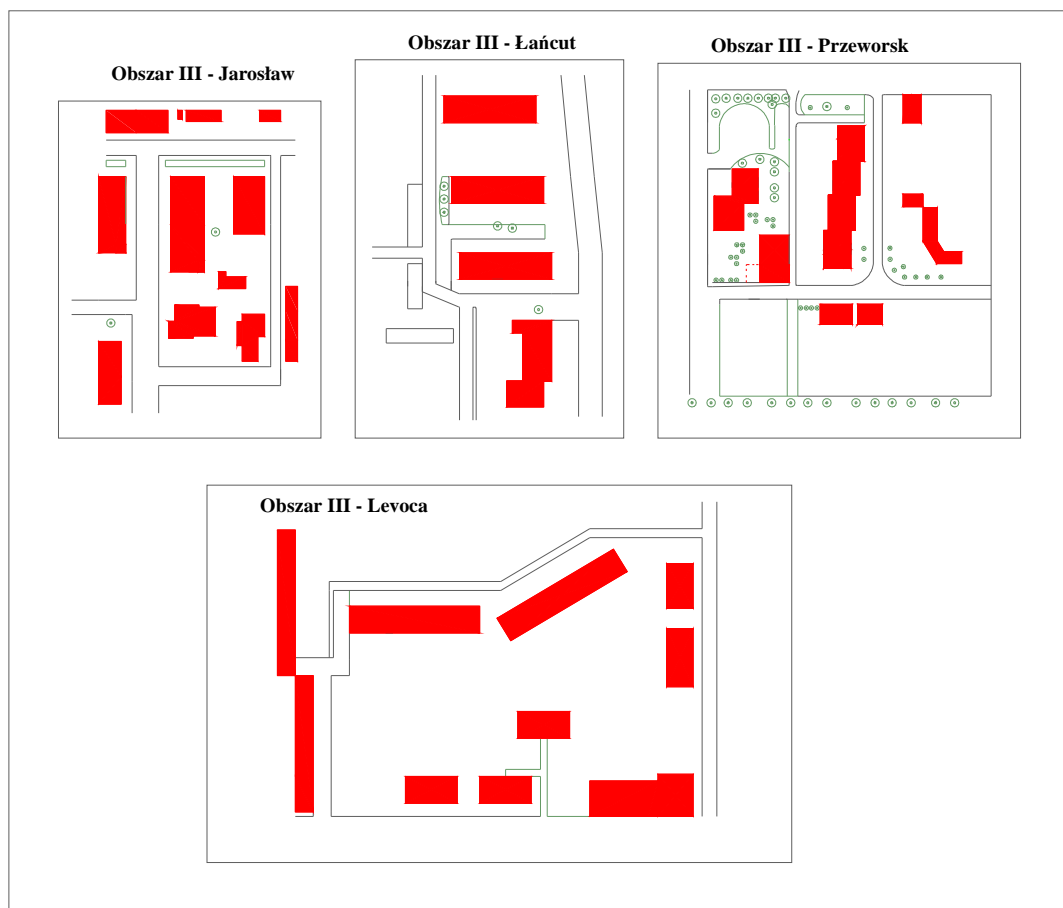 Obszar III - Jarosław
Obszar III - Łańcut
Obszar III - Przeworsk
Obszar III - Levoca